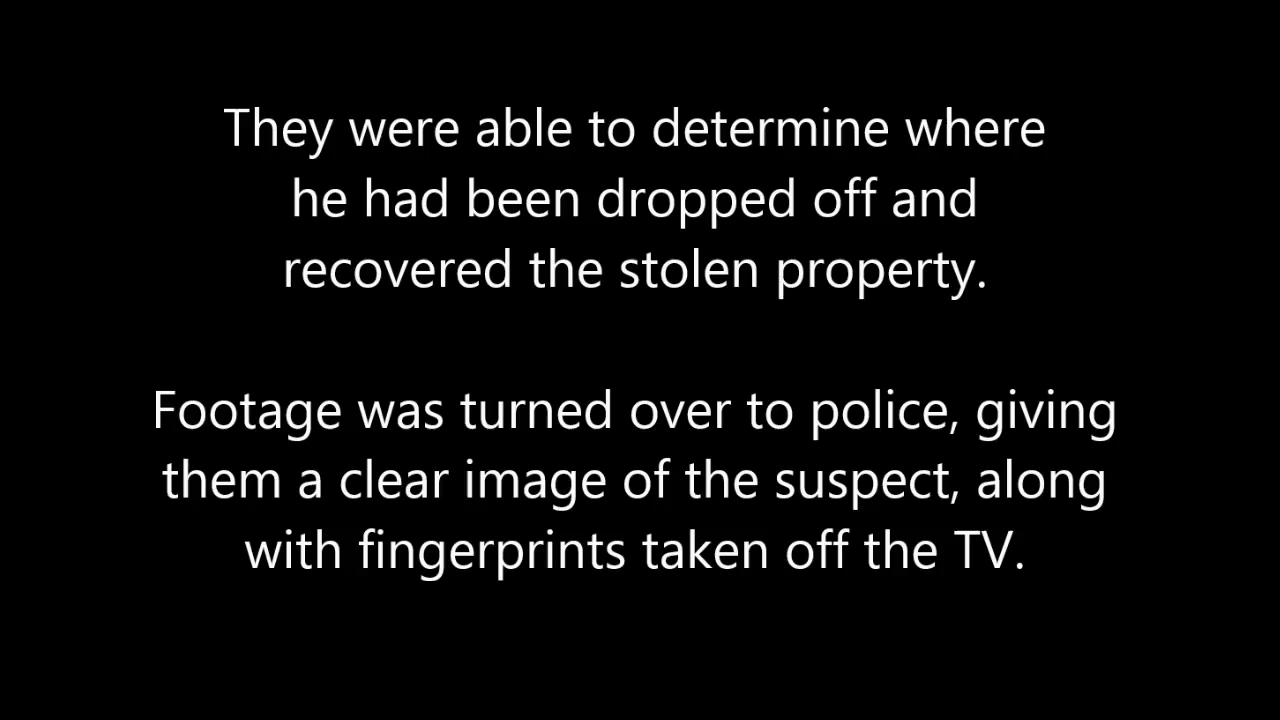 They were able to determine where
he had been dropped off and
recovered the stolen property.
Footage was turned over to police, giving
them a clear image of the suspect, along
with fingerprints taken off the TV.